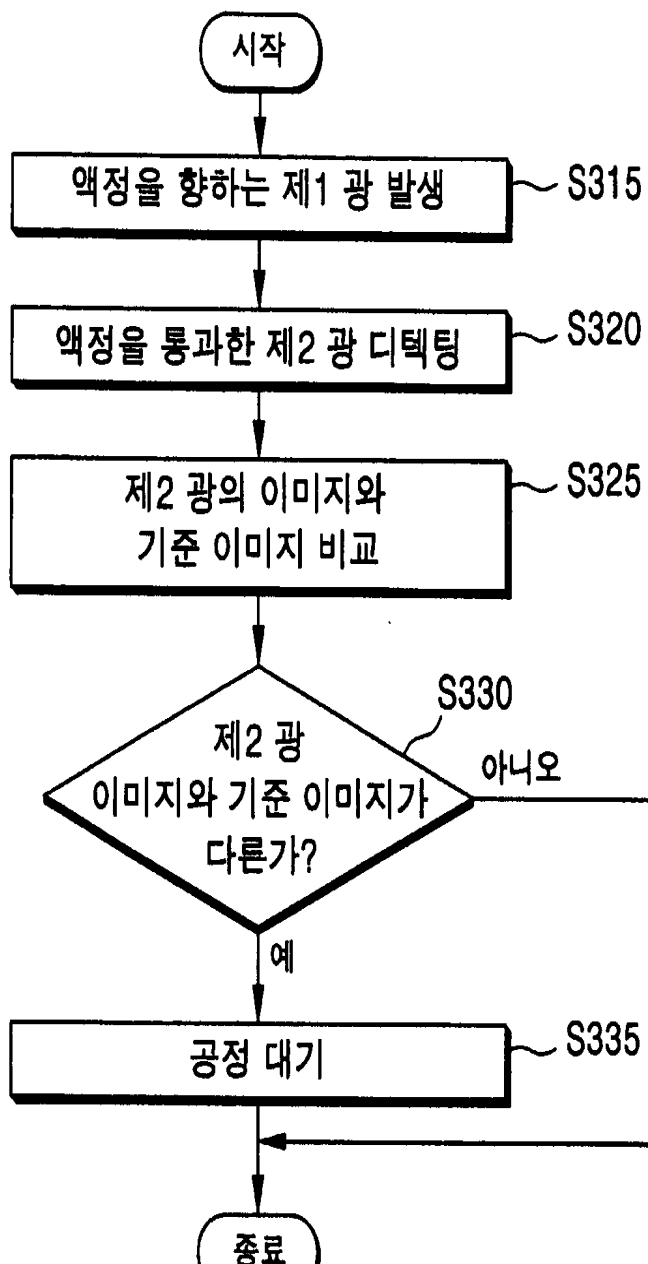 시작
액정을 향하는 제1 광 발생
S315
액정을 통과한 제2 광 디텍팅
S320
제2 광의 이미지와
기준 이미지 비교
S325
S330
제2 광
이미지와 기준 이미지가
다른가?
아니오
예
공정 대기
S335
종료